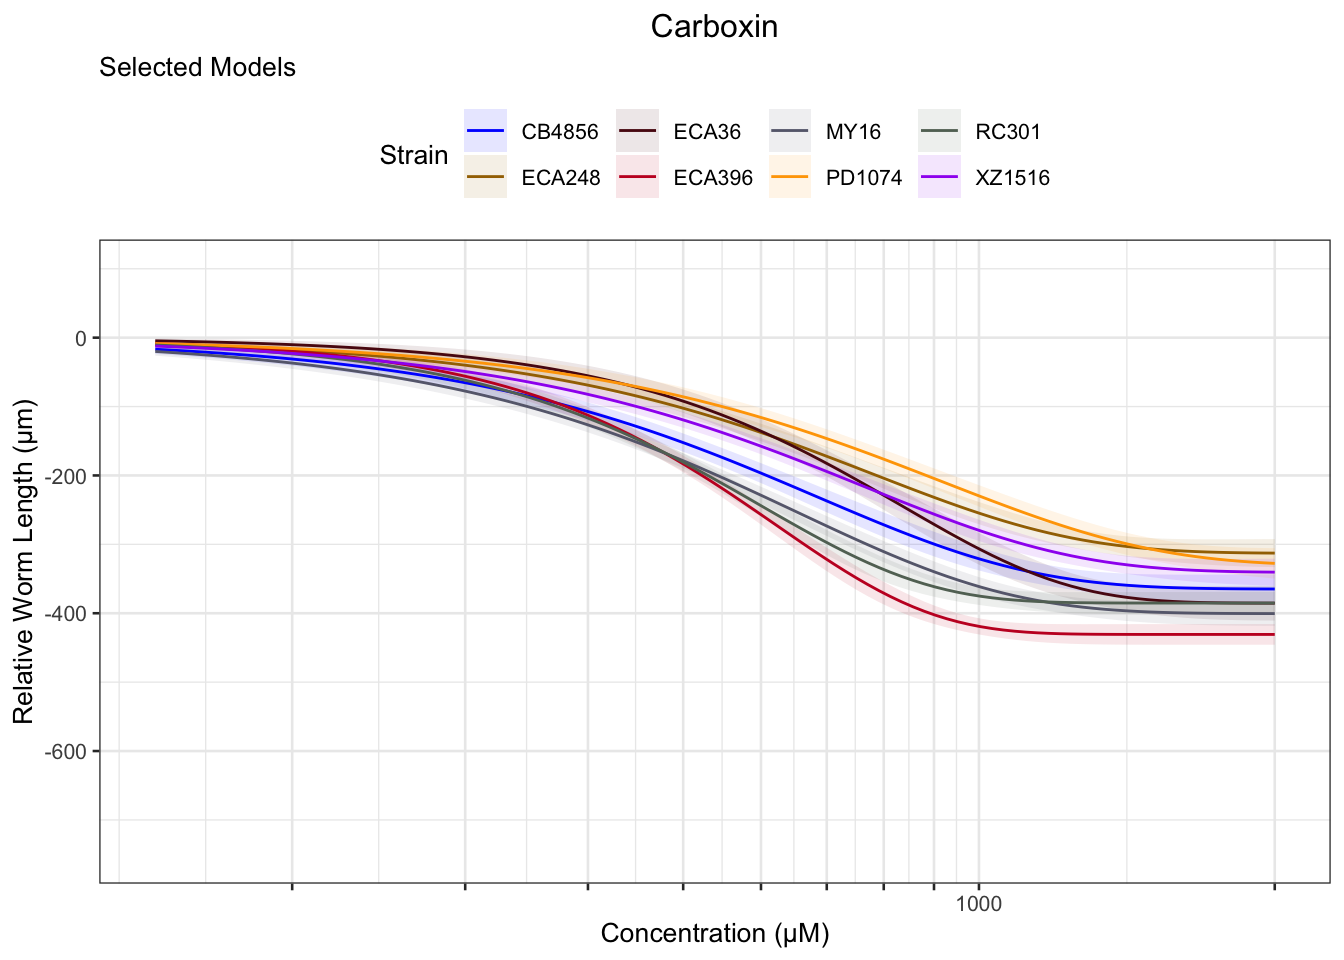 Carboxin
Selected Models
Strain
CB4856 ECA36 MY16 RC301
ECA248 ECA396 PD1074 XZ1516
Relative Worm Length (µm)
0
-200
-400
-600
1000
Concentration (µM)